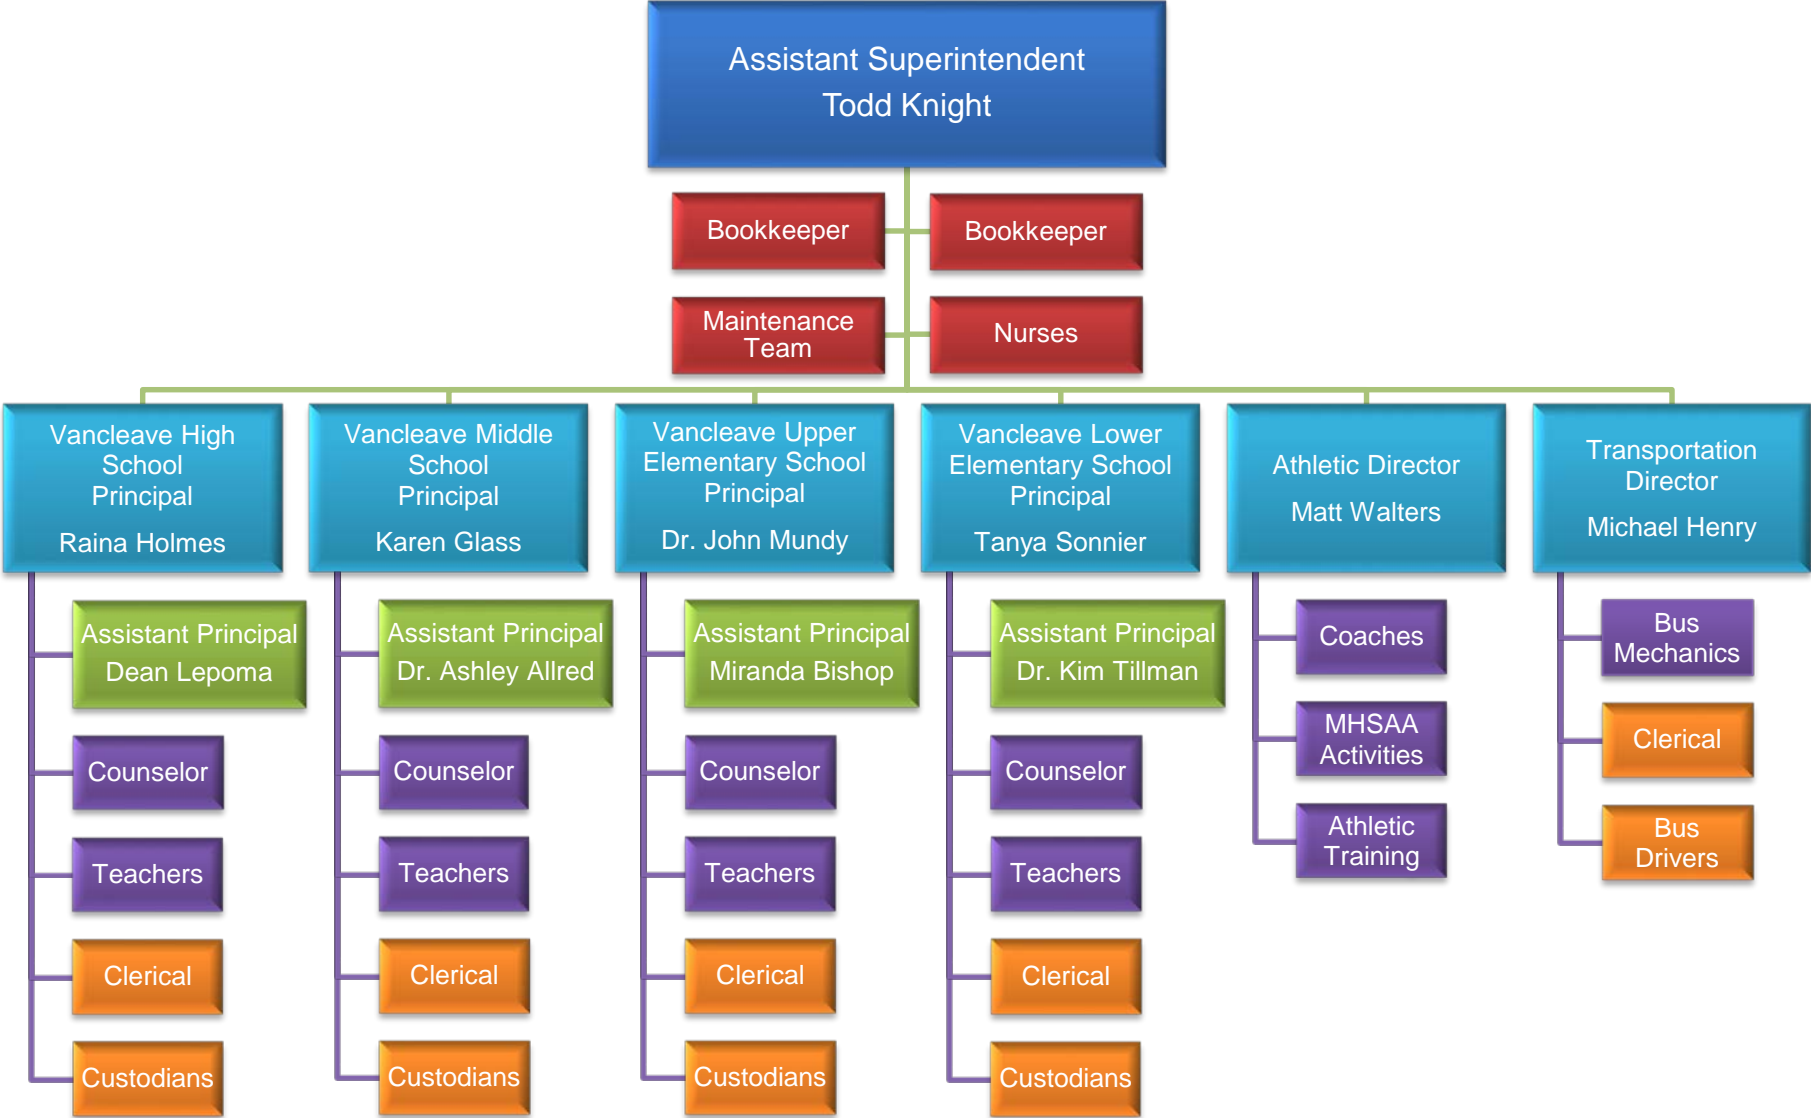 Assistant Superintendent
Todd Knight
Bookkeeper
Bookkeeper
Maintenance
Team
Nurses
Vancleave High
School
Principal
Raina Holmes
Vancleave Middle
School
Principal
Karen Glass
Vancleave Upper
Elementary School
Principal
Dr. John Mundy
Vancleave Lower
Elementary School
Principal
Tanya Sonnier
Athletic Director
Matt Walters
Transportation
Director
Michael Henry
Assistant Principal
Dean Lepoma
Counselor
Teachers
Clerical
Custodians
Assistant Principal
Dr. Ashley Allred
Counselor
Teachers
Clerical
Custodians
Assistant Principal
Miranda Bishop
Counselor
Teachers
Clerical
Custodians
Assistant Principal
Dr. Kim Tillman
Counselor
Teachers
Clerical
Custodians
Coaches
MHSAA
Activities
Athletic
Training
Bus
Mechanics
Clerical
Bus
Drivers